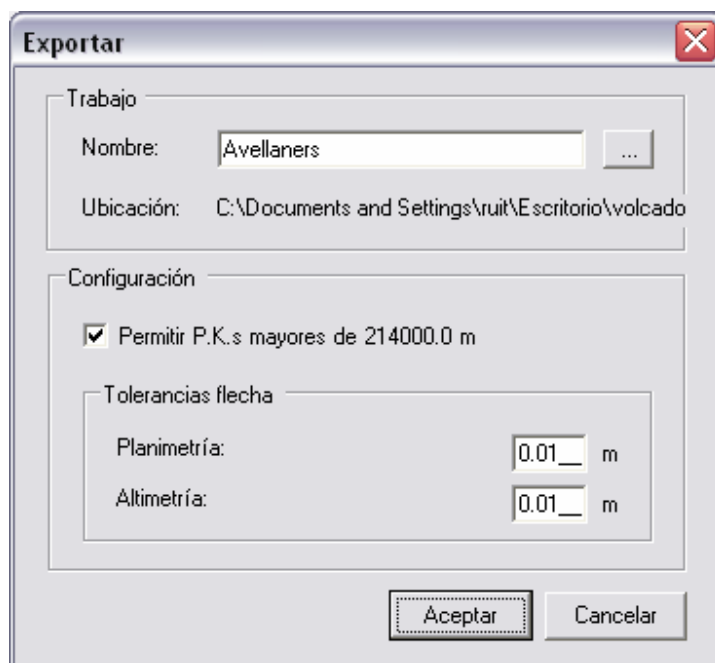 Exportar
Trabajo
Nombre: Avellaners ...
Ubicación: C:\Documents and Settings\ruit\Escritorio\volcado
Configuración
Permitir P.K.s mayores de 214000.0 m
Tolerancias flecha
Planimetría: 0.01__ m
Altimetría: 0.01__ m
Aceptar Cancelar